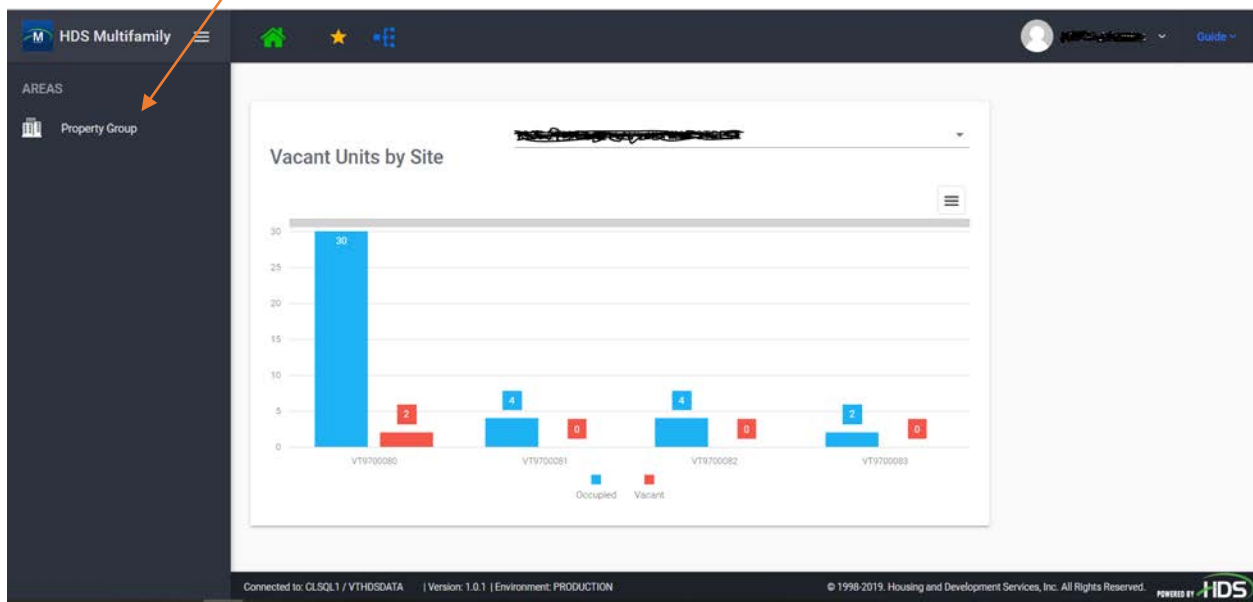 M HDS Multifamily
Guide
AREAS
Property Group
Vacant Units by Site
30
25
20
15
10
5
0
30
2
4
0
4
0
2
0
VT9700080
VT9700081
VT9700082
VT9700083
Occupied Vacant
Connected to: CLSQL1 / VTHDSDATA | Version: 1.0.1 | Environment: PRODUCTION
© 1998-2019. Housing and Development Services, Inc. All Rights Reserved.
POWERED BY HDS